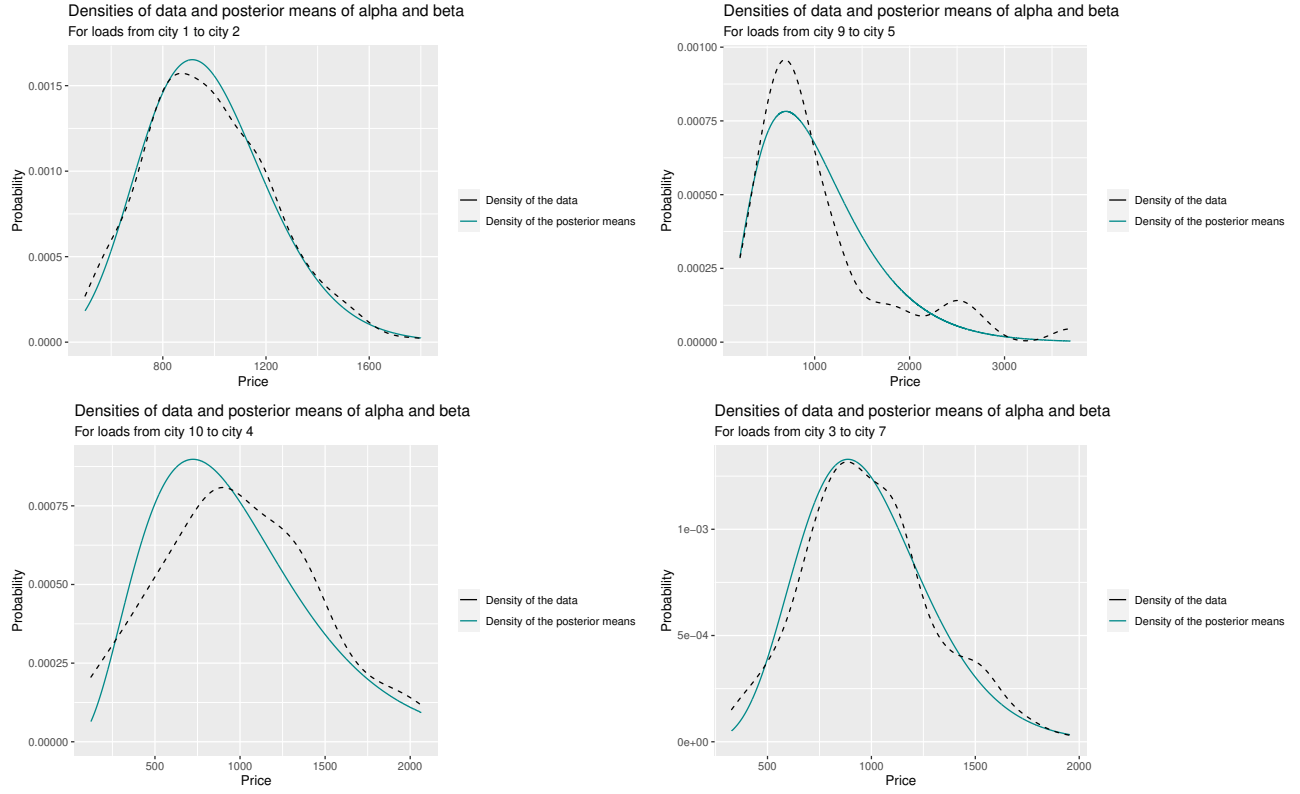 Densities of data and posterior means of alpha and beta
For loads from city 1 to city 2
Probability
0.0015
0.0010
0.0005
0.0000
800
1200
1600
Price
Density of the data
Density of the posterior means
Densities of data and posterior means of alpha and beta
For loads from city 9 to city 5
Probability
0.00100
0.00075
0.00050
0.00025
0.00000
1000
2000
3000
Price
Density of the data
Density of the posterior means
Densities of data and posterior means of alpha and beta
For loads from city 10 to city 4
Probability
0.00075
0.00050
0.00025
0.00000
500
1000
1500
2000
Price
Density of the data
Density of the posterior means
Densities of data and posterior means of alpha and beta
For loads from city 3 to city 7
Probability
1e−03
5e−04
0e+00
500
1000
1500
2000
Price
Density of the data
Density of the posterior means